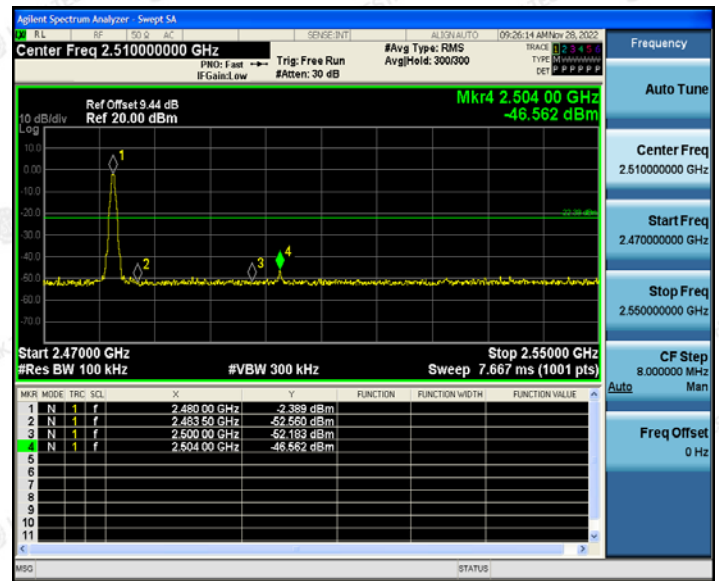 Agilent Spectrum Analyzer - Swept SA
RL RF 50 Ω AC SENSE:INT ALIGN AUTO 09:26:14 AM Nov 28, 2022
Center Freq 2.510000000 GHz
PNO: Fast
IFGain:Low
Trig: Free Run
#Atten: 30 dB
#Avg Type: RMS
Avg|Hold: 300/300
TRACE 1 2 3 4 5 6
TYPE M
DET P P P P P P
Ref Offset 9.44 dB
Ref 20.00 dBm
10 dB/div
Log
Mkr4 2.504 00 GHz
-46.562 dBm
10.0
0.00
-10.0
-20.0
-30.0
-40.0
-50.0
-60.0
-70.0
1
2
3
4
-22.39 dBm
Start 2.47000 GHz Stop 2.55000 GHz
#Res BW 100 kHz #VBW 300 kHz Sweep 7.667 ms (1001 pts)
MKR MODE TRC SCL X Y FUNCTION FUNCTION WIDTH FUNCTION VALUE
1 N 1 f 2.480 00 GHz -2.389 dBm
2 N 1 f 2.483 50 GHz -52.560 dBm
3 N 1 f 2.500 00 GHz -52.183 dBm
4 N 1 f 2.504 00 GHz -46.562 dBm
5
6
7
8
9
10
11
MSG STATUS
Frequency
Auto Tune
Center Freq
2.510000000 GHz
Start Freq
2.470000000 GHz
Stop Freq
2.550000000 GHz
CF Step
8.000000 MHz
Auto Man
Freq Offset
0 Hz